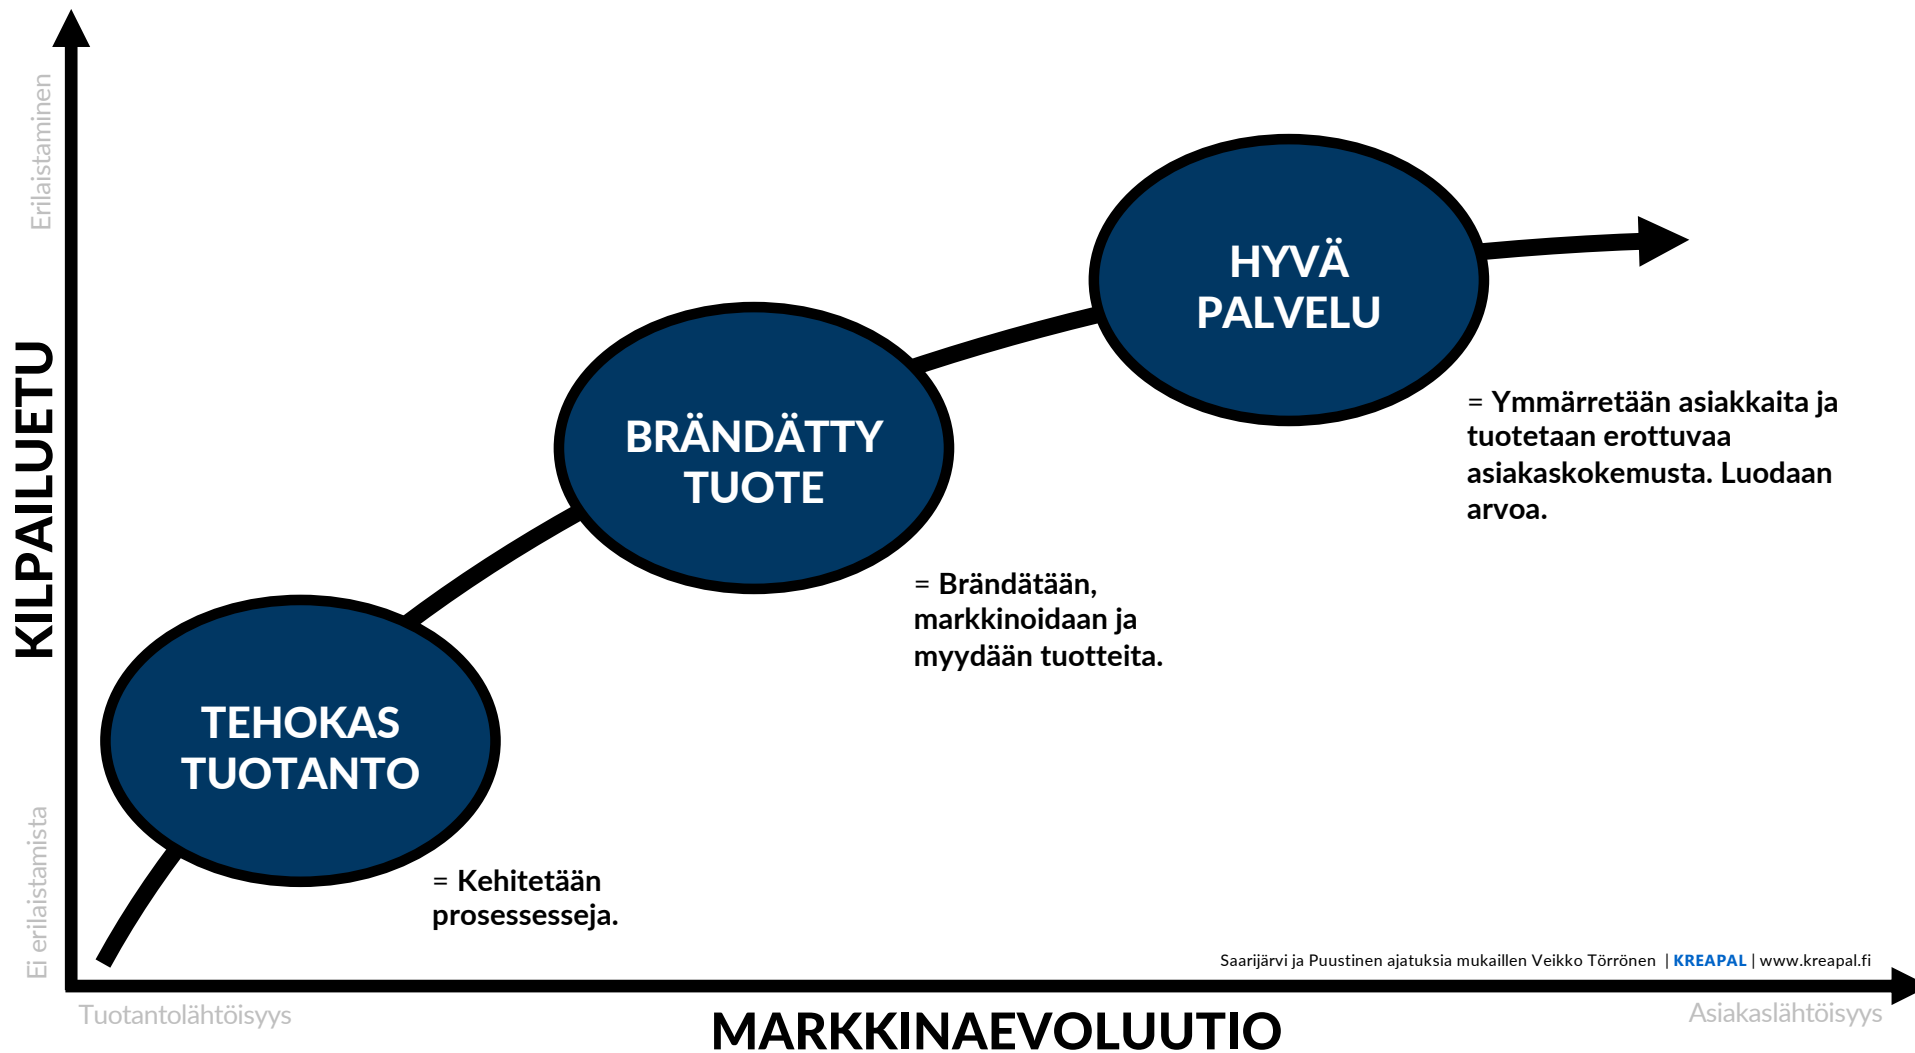 Erilaistaminen
KILPAILUETU
Ei erilaistamista
HYVÄ
PALVELU
= Ymmärretään asiakkaita ja
tuotetaan erottuvaa
asiakaskokemusta. Luodaan
arvoa.
BRÄNDÄTTY
TUOTE
= Brändätään,
markkinoidaan ja
myydään tuotteita.
TEHOKAS
TUOTANTO
= Kehitetään
prosessesseja.
Saarijärvi ja Puustinen ajatuksia mukaillen Veikko Törrönen | KREAPAL | www.kreapal.fi
Tuotantolähtöisyys
MARKKINAEVOLUUTIO
Asiakaslähtöisyys